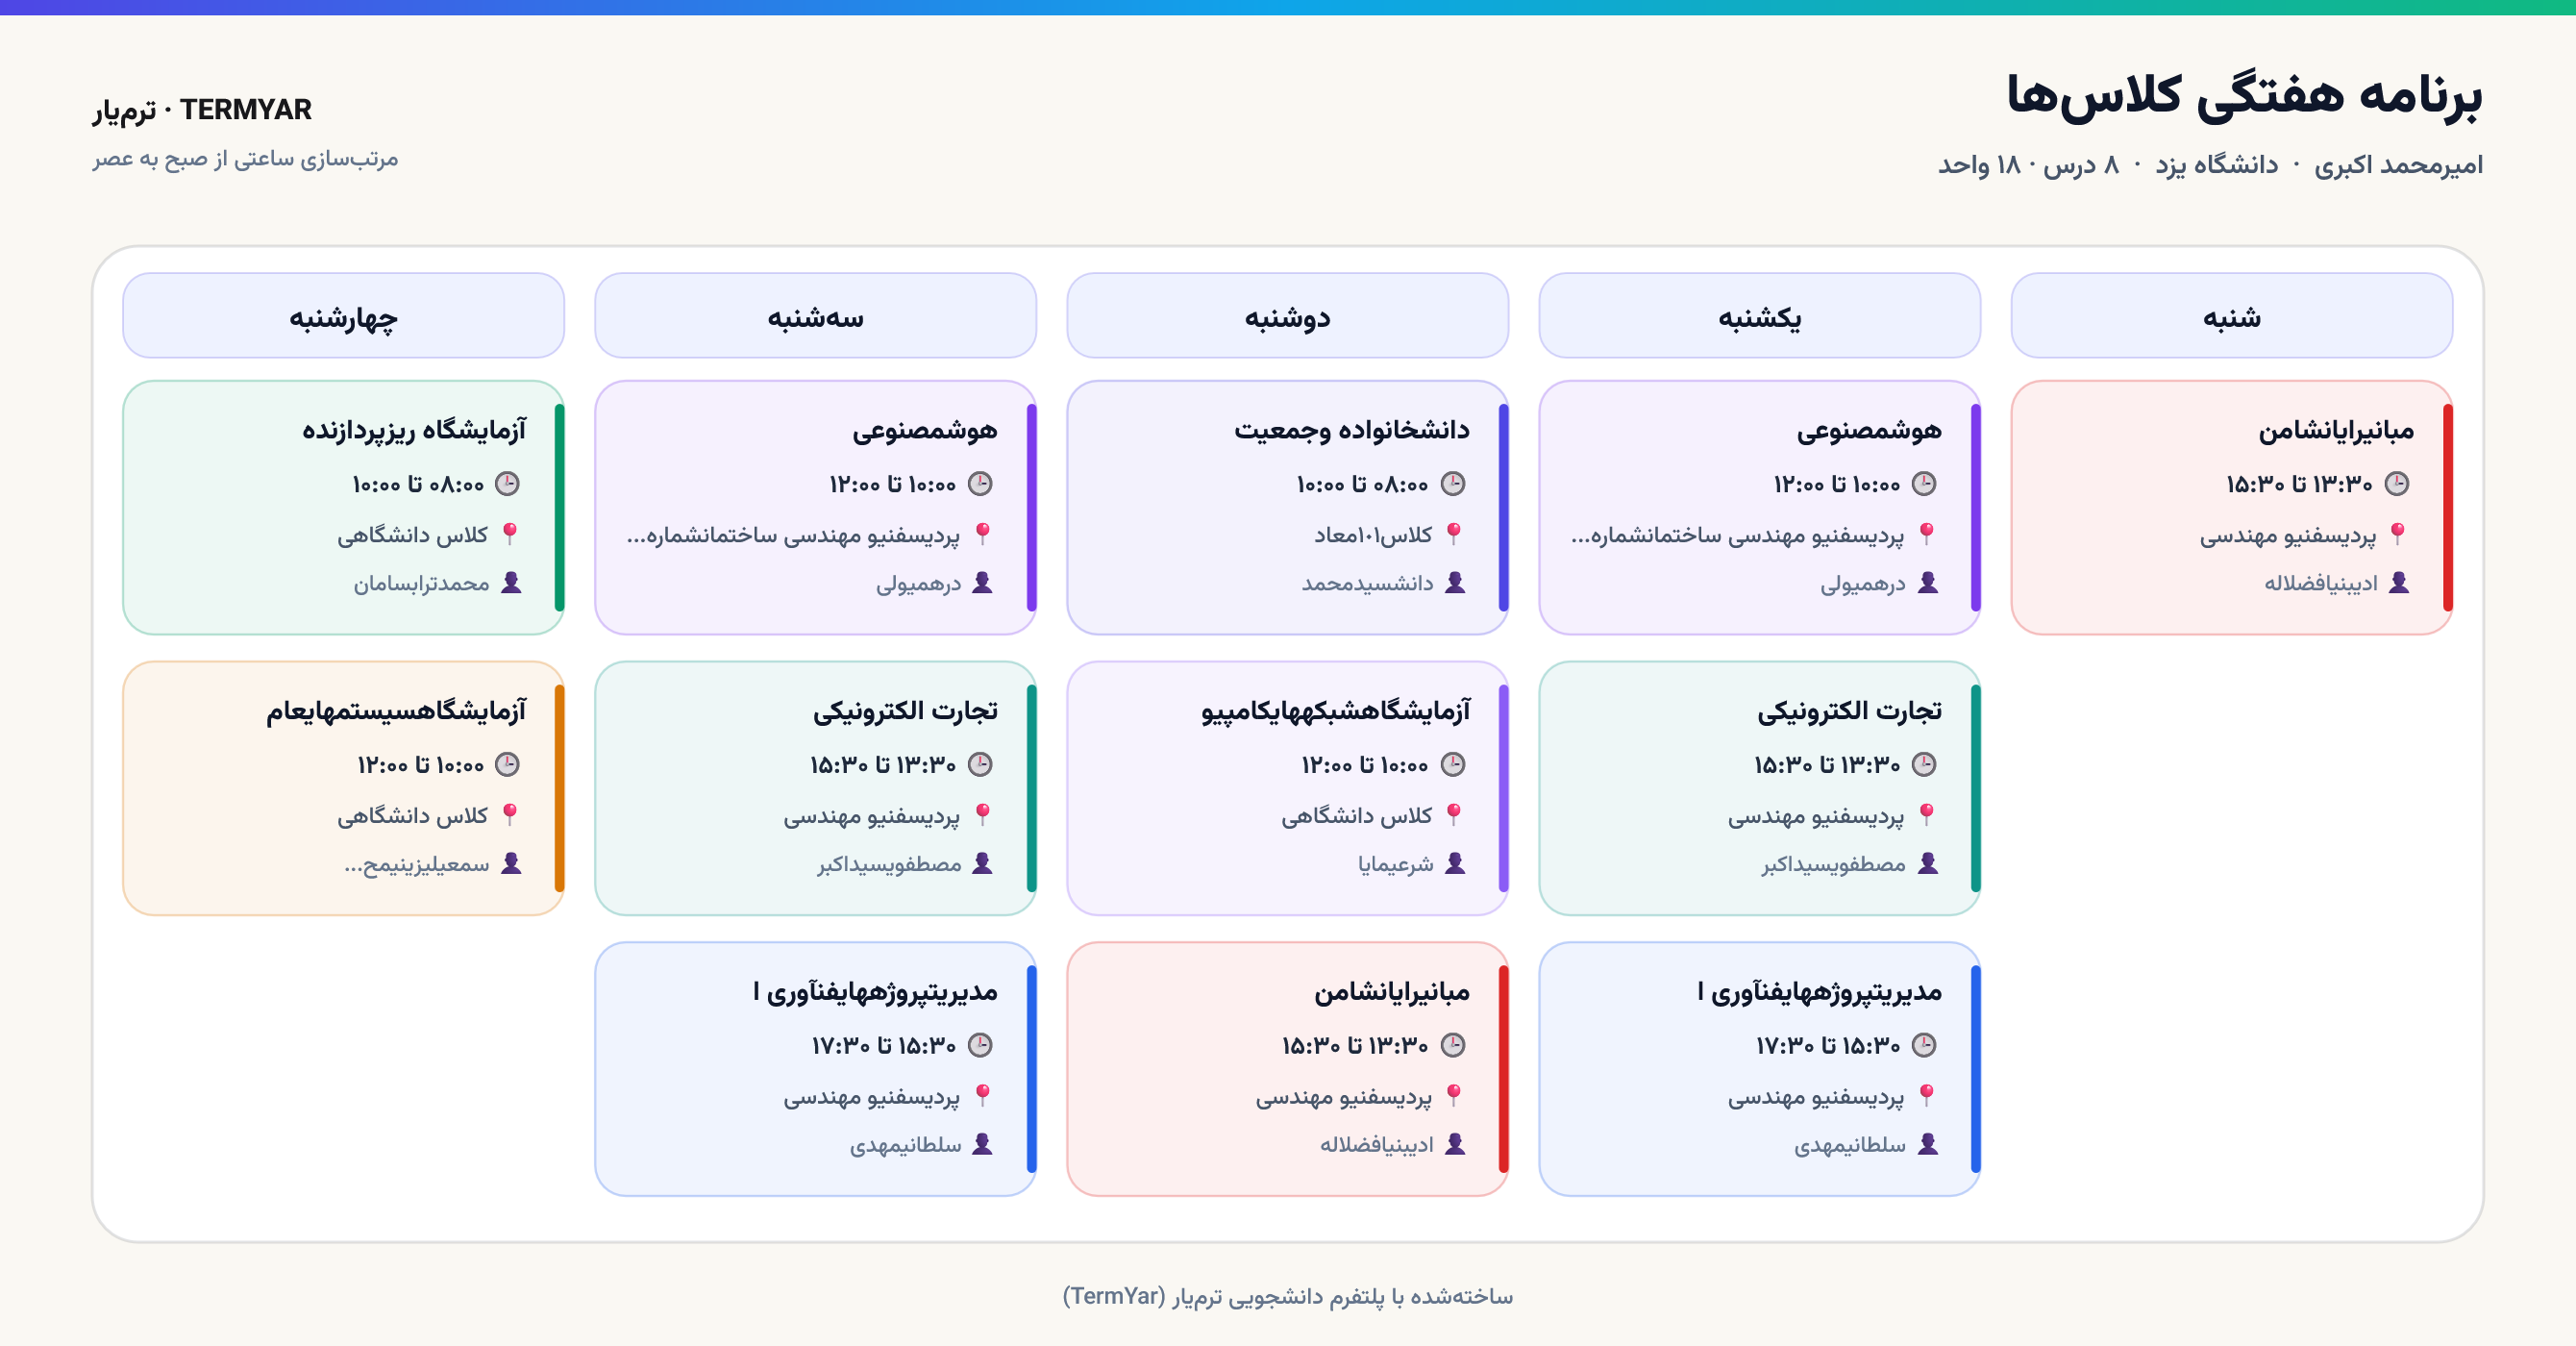 برنامه هفتگی کلاس‌ها
امیرمحمد اکبری · دانشگاه یزد · ۸ درس · ۱۸ واحد
TERMYAR · ترم‌یار
مرتب‌سازی ساعتی از صبح به عصر
شنبه
مبانیرایانشامن
۱۳:۳۰ تا ۱۵:۳۰
پردیسفنیو مهندسی
ادیبنیافضلاله
یکشنبه
هوشمصنوعی
۱۰:۰۰ تا ۱۲:۰۰
پردیسفنیو مهندسی ساختمانشماره...
درهمیولی
تجارت الکترونیکی
۱۳:۳۰ تا ۱۵:۳۰
پردیسفنیو مهندسی
مصطفویسیداکبر
مدیریتپروژههایفنآوری ا
۱۵:۳۰ تا ۱۷:۳۰
پردیسفنیو مهندسی
سلطانیمهدی
دوشنبه
دانشخانواده وجمعیت
۰۸:۰۰ تا ۱۰:۰۰
کلاس۱۰۱معاد
دانشسیدمحمد
آزمایشگاهشبکههایکامپیو
۱۰:۰۰ تا ۱۲:۰۰
کلاس دانشگاهی
شرعیمایا
مبانیرایانشامن
۱۳:۳۰ تا ۱۵:۳۰
پردیسفنیو مهندسی
ادیبنیافضلاله
سه‌شنبه
هوشمصنوعی
۱۰:۰۰ تا ۱۲:۰۰
پردیسفنیو مهندسی ساختمانشماره...
درهمیولی
تجارت الکترونیکی
۱۳:۳۰ تا ۱۵:۳۰
پردیسفنیو مهندسی
مصطفویسیداکبر
مدیریتپروژههایفنآوری ا
۱۵:۳۰ تا ۱۷:۳۰
پردیسفنیو مهندسی
سلطانیمهدی
چهارشنبه
آزمایشگاه ریزپردازنده
۰۸:۰۰ تا ۱۰:۰۰
کلاس دانشگاهی
محمدترابسامان
آزمایشگاهسیستمهایعام
۱۰:۰۰ تا ۱۲:۰۰
کلاس دانشگاهی
سمعیلیزینیمح...
ساخته‌شده با پلتفرم دانشجویی ترم‌یار (TermYar)